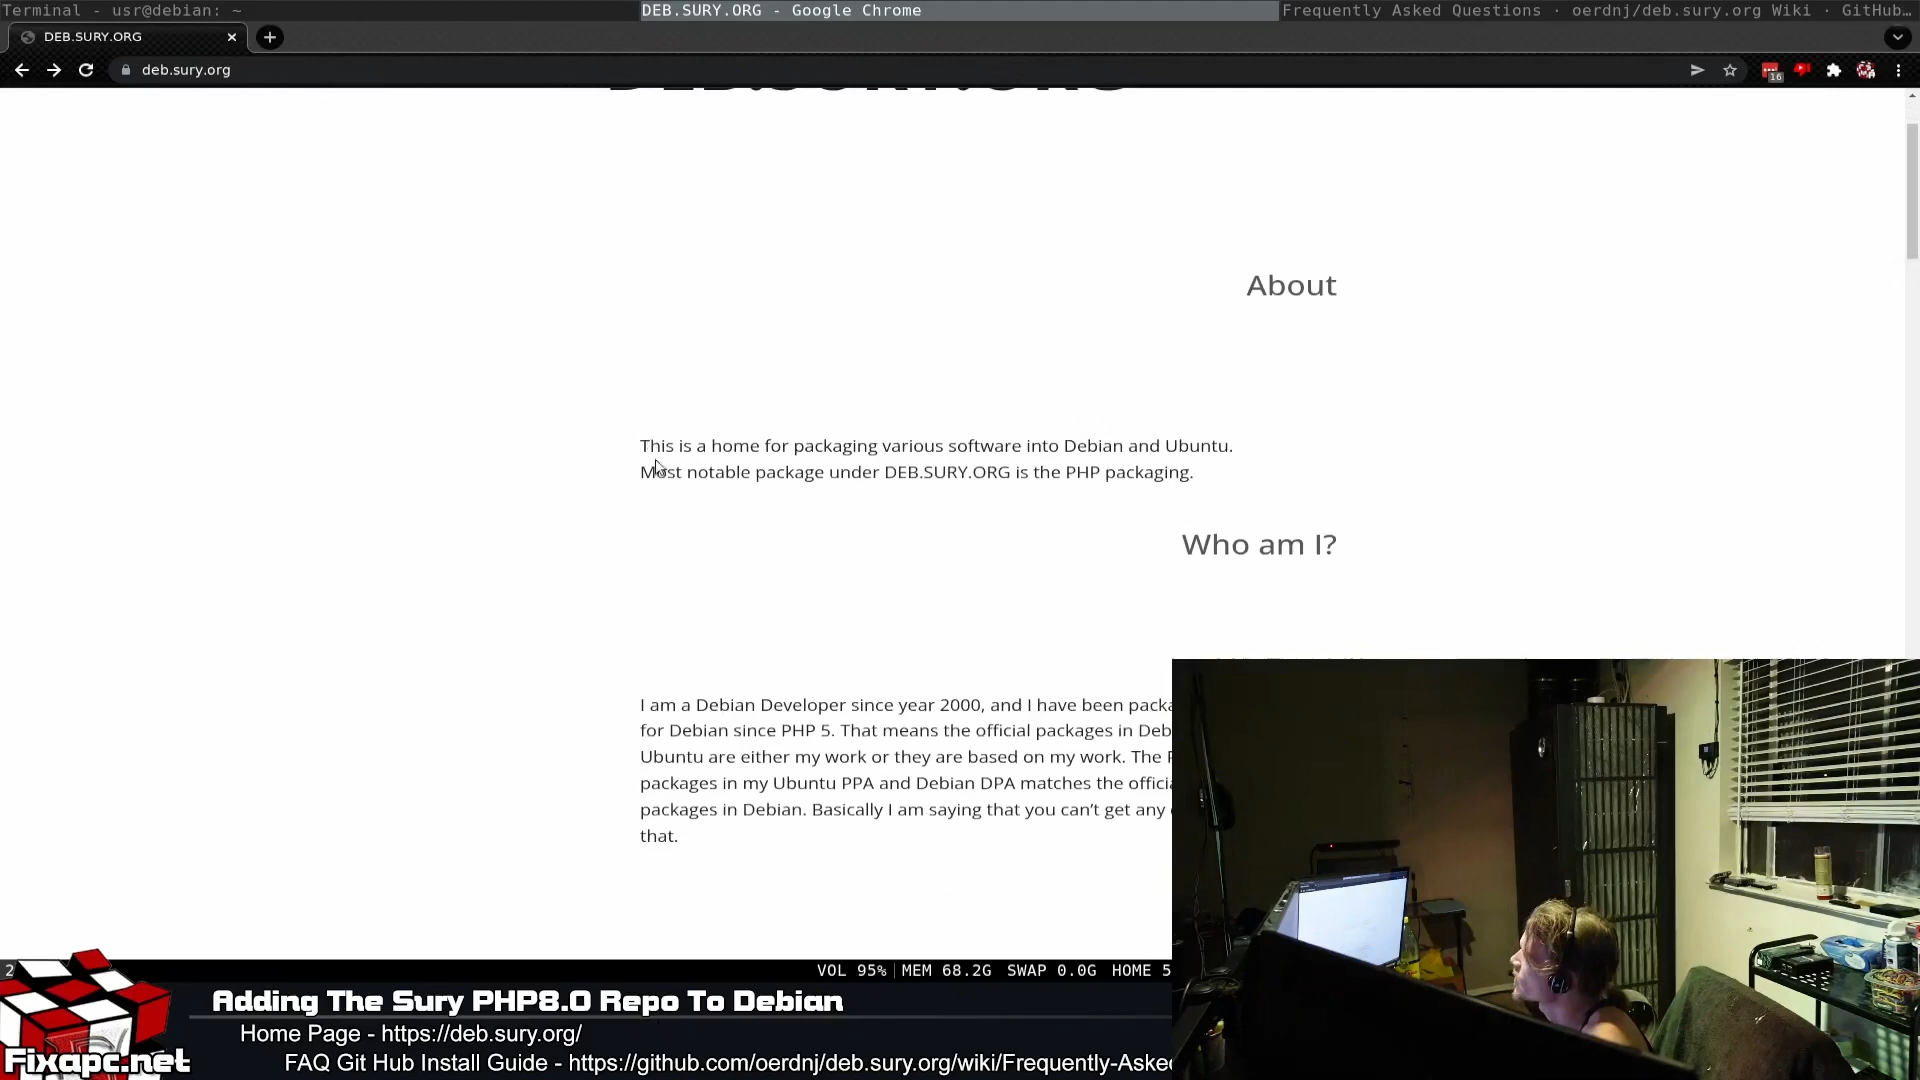 Terminal - usr@debian: ~
DEB.SURY.ORG - Google Chrome
Frequently Asked Questions · oerdnj/deb.sury.org Wiki · GitHub…
DEB.SURY.ORG
deb.sury.org
16
DEB.SURY.ORG
About
This is a home for packaging various software into Debian and Ubuntu.
Most notable package under DEB.SURY.ORG is the PHP packaging.
Who am I?
I am a Debian Developer since year 2000, and I have been packa
for Debian since PHP 5. That means the official packages in Deb
Ubuntu are either my work or they are based on my work. The
packages in my Ubuntu PPA and Debian DPA matches the officia
packages in Debian. Basically I am saying that you can’t get any
that.
2
VOL 95% | MEM 68.2G SWAP 0.0G HOME 5
Adding The Sury PHP8.0 Repo To Debian
Home Page - https://deb.sury.org/
FAQ Git Hub Install Guide - https://github.com/oerdnj/deb.sury.org/wiki/Frequently-Aske
Fixapc.net